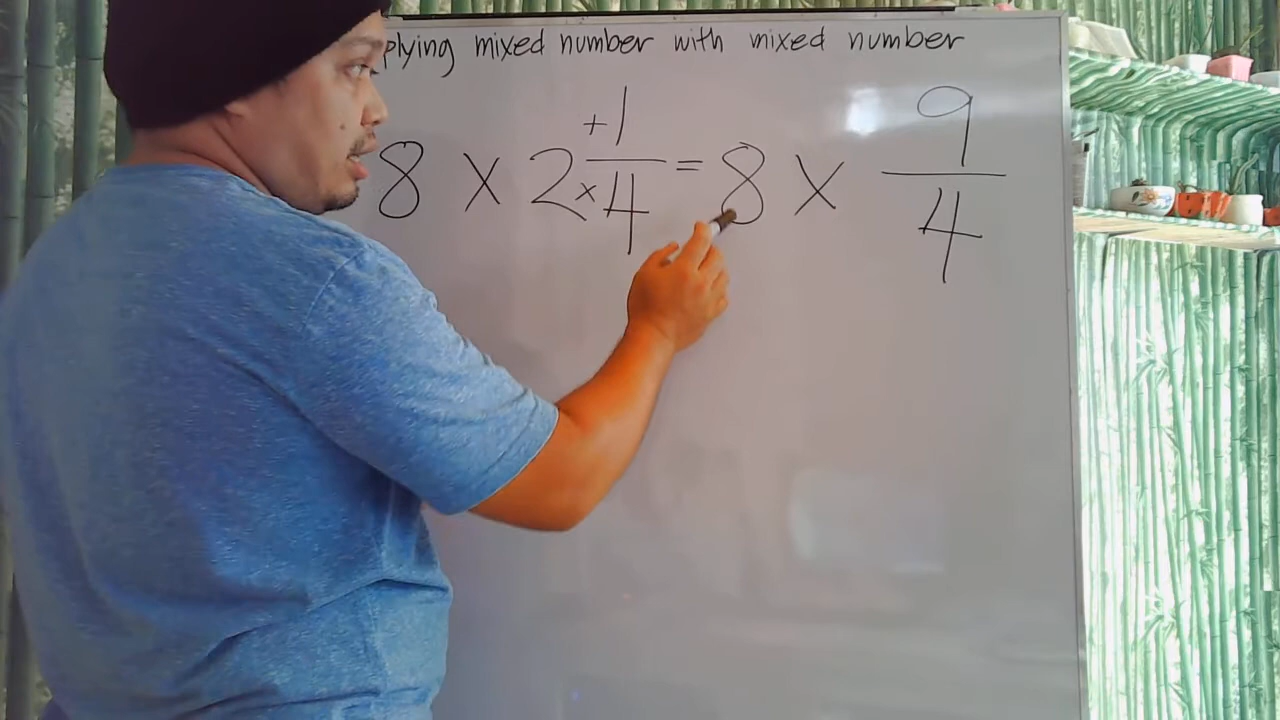 plying mixed number with mixed number
8 x 2 x +1/4 = 8 x 9/4